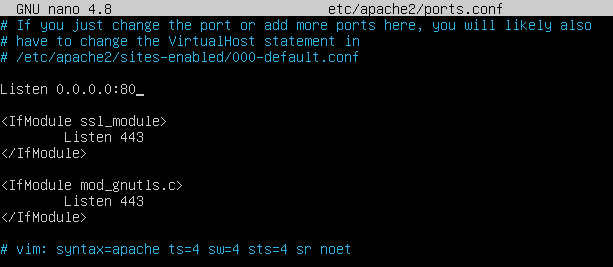 GNU nano 4.8 etc/apache2/ports.conf
# If you just change the port or add more ports here, you will likely also
# have to change the VirtualHost statement in
# /etc/apache2/sites-enabled/000-default.conf
Listen 0.0.0.0:80_
<IfModule ssl_module>
Listen 443
</IfModule>
<IfModule mod_gnutls.c>
Listen 443
</IfModule>
# vim: syntax=apache ts=4 sw=4 sts=4 sr noet